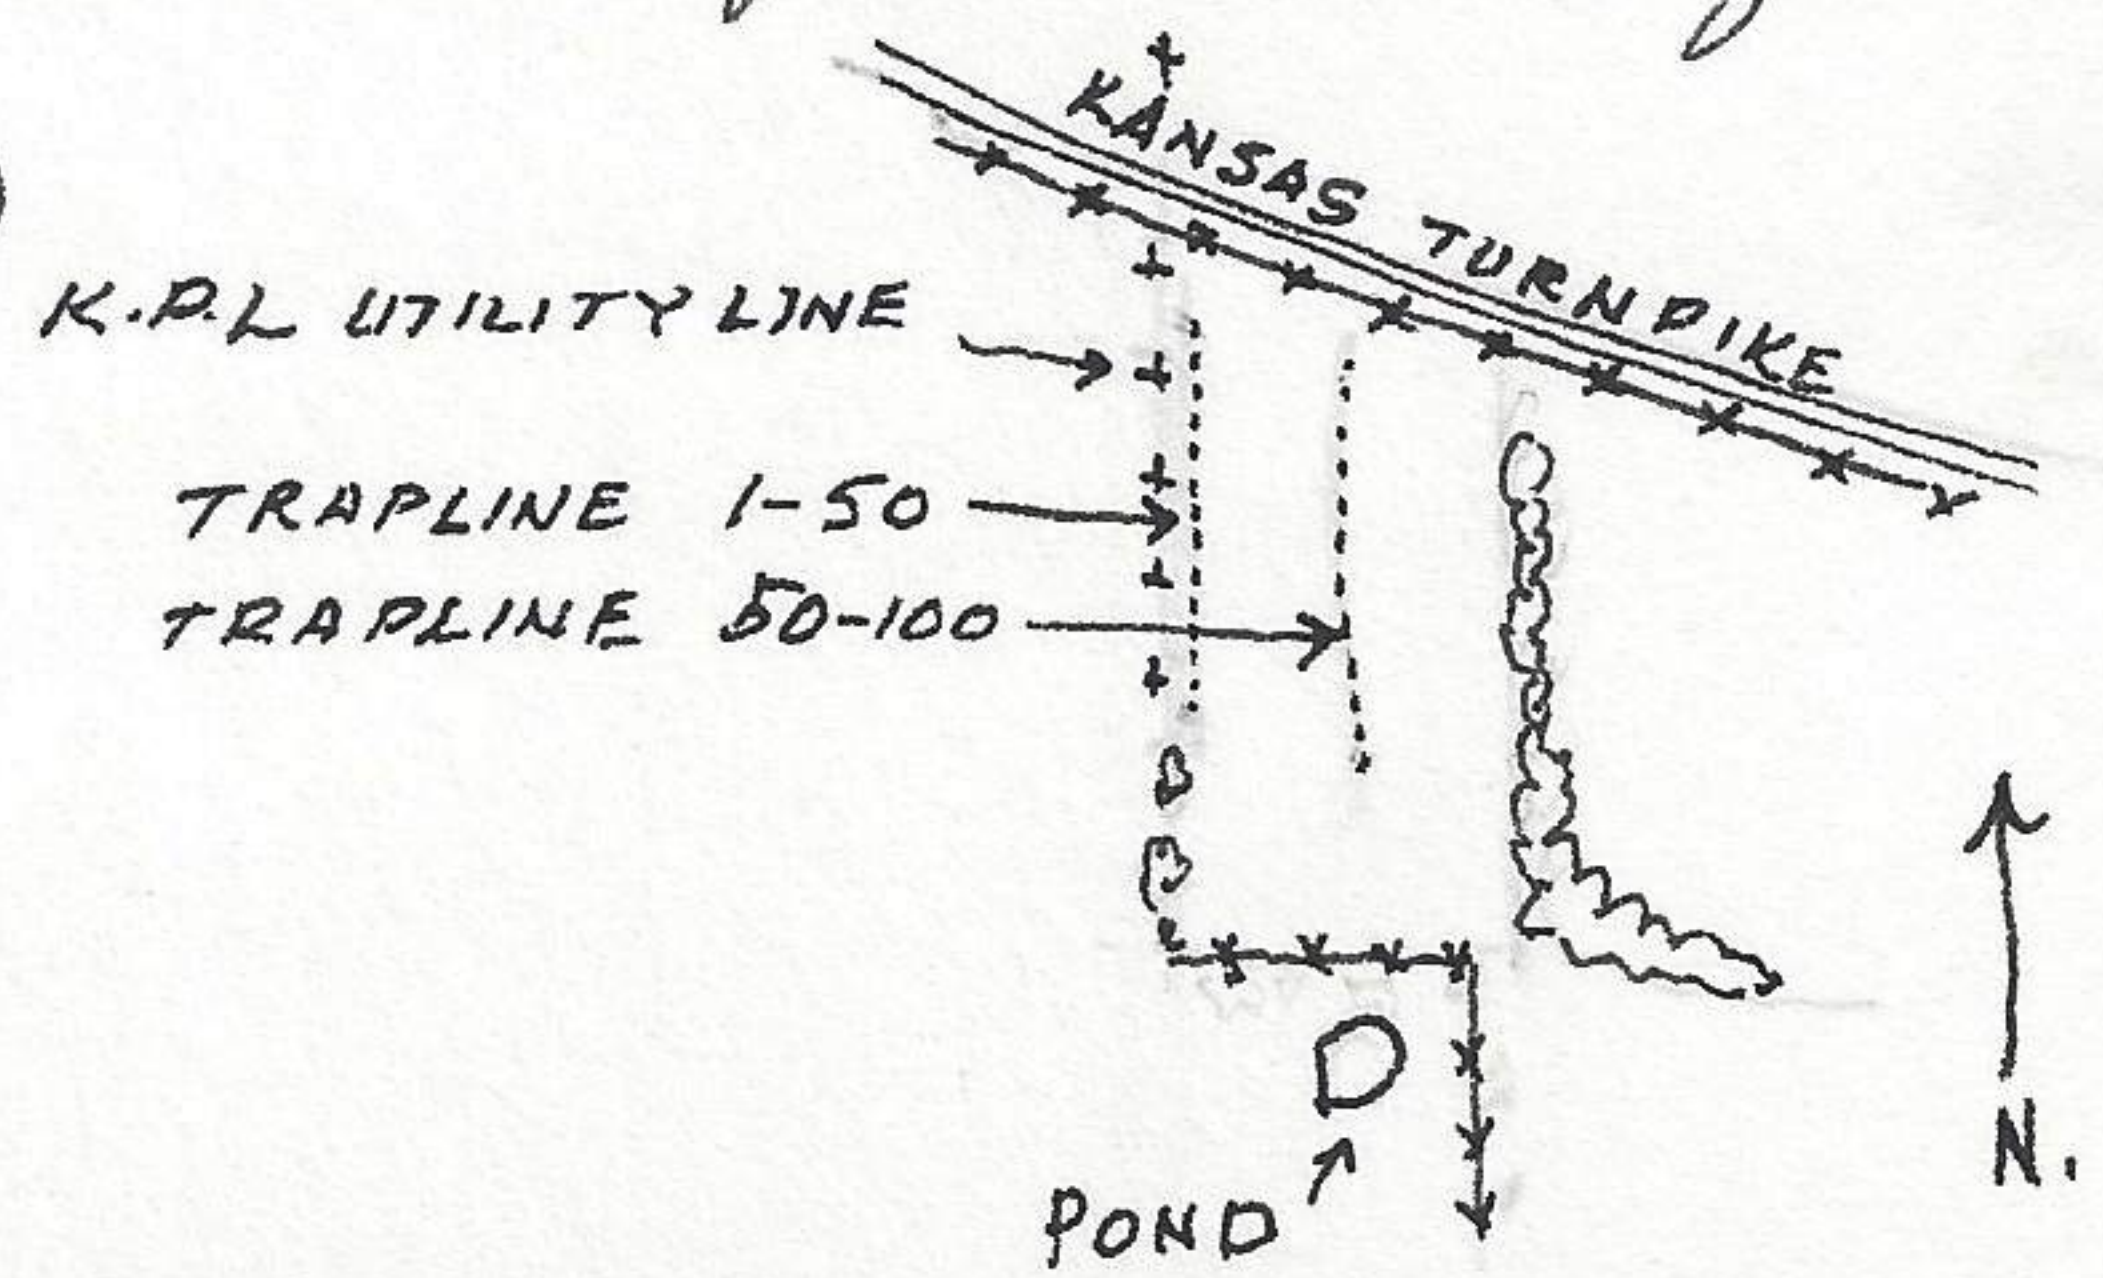 KANSAS TURNPIKE
K.P.L UTILITY LINE
TRAPLINE 1-50
TRAPLINE 50-100
POND
N.